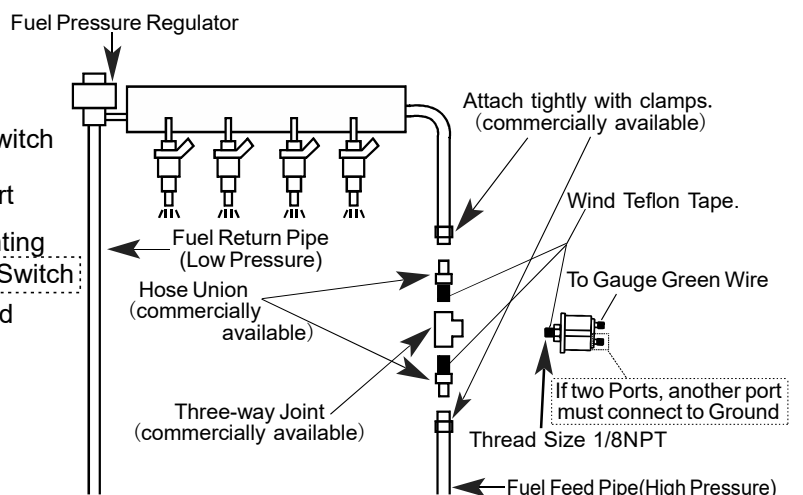 Fuel Pressure Regulator
Attach tightly with clamps.
(commercially available)
Switch
Wind Teflon Tape.
Fuel Return Pipe
(Low Pressure)
To Gauge Green Wire
Hose Union
(commercially
available)
If two Ports, another port
must connect to Ground
Three-way Joint
(commercially available)
Thread Size 1/8NPT
Fuel Feed Pipe(High Pressure)